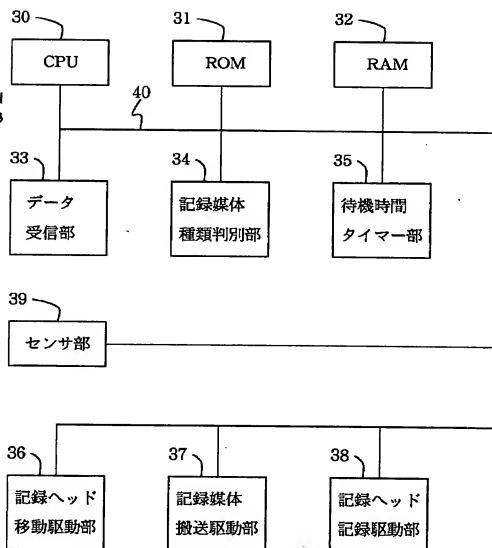 30
31
32
CPU
ROM
RAM
40
33
34
35
データ
受信部
記録媒体
種類判別部
待機時間
タイマー部
39
センサ部
36
37
38
記録ヘッド
移動駆動部
記録媒体
搬送駆動部
記録ヘッド
記録駆動部